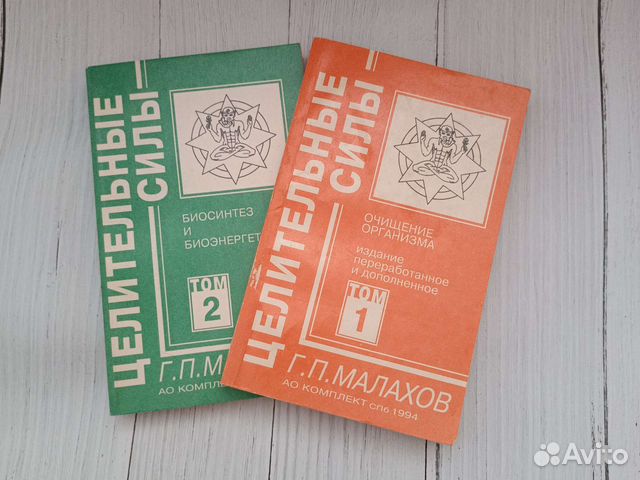 ЦЕЛИТЕЛЬНЫЕ
СИЛЫ
БИОСИНТЕЗ
И
ТОМ
2
Г.П.
АО
ЦЕЛИТЕЛЬНЫЕ
СИЛЫ
ОЧИЩЕНИЕ
ОРГАНИЗМА
издание
переработанное
и дополненное
ТОМ
1
Г.П.МАЛАХОВ
АО КОМПЛЕКТ СПб 1994
Avito